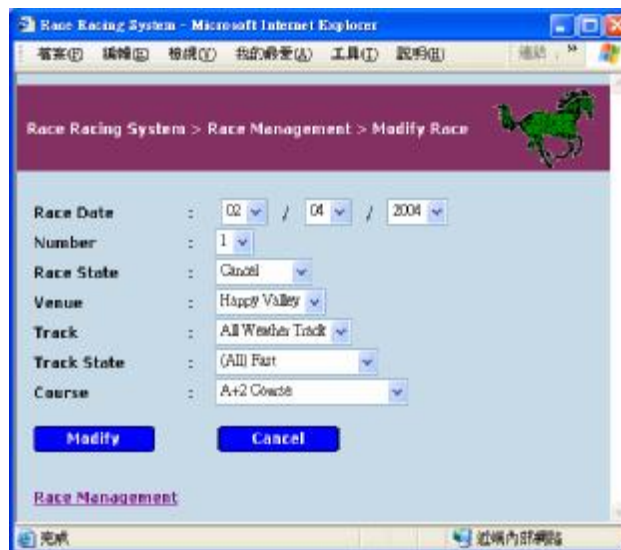 Race Racing System - Microsoft Internet Explorer
檔案(F) 編輯(E) 檢視(V) 我的最愛(A) 工具(T) 說明(H) 連結 »
Race Racing System > Race Management > Modify Race
Race Date : 02 / 04 / 2004
Number : 1
Race State : Cancel
Venue : Happy Valley
Track : All Weather Track
Track State : (All) Fast
Course : A+2 Course
Modify Cancel
Race Management
完成 近端內部網路